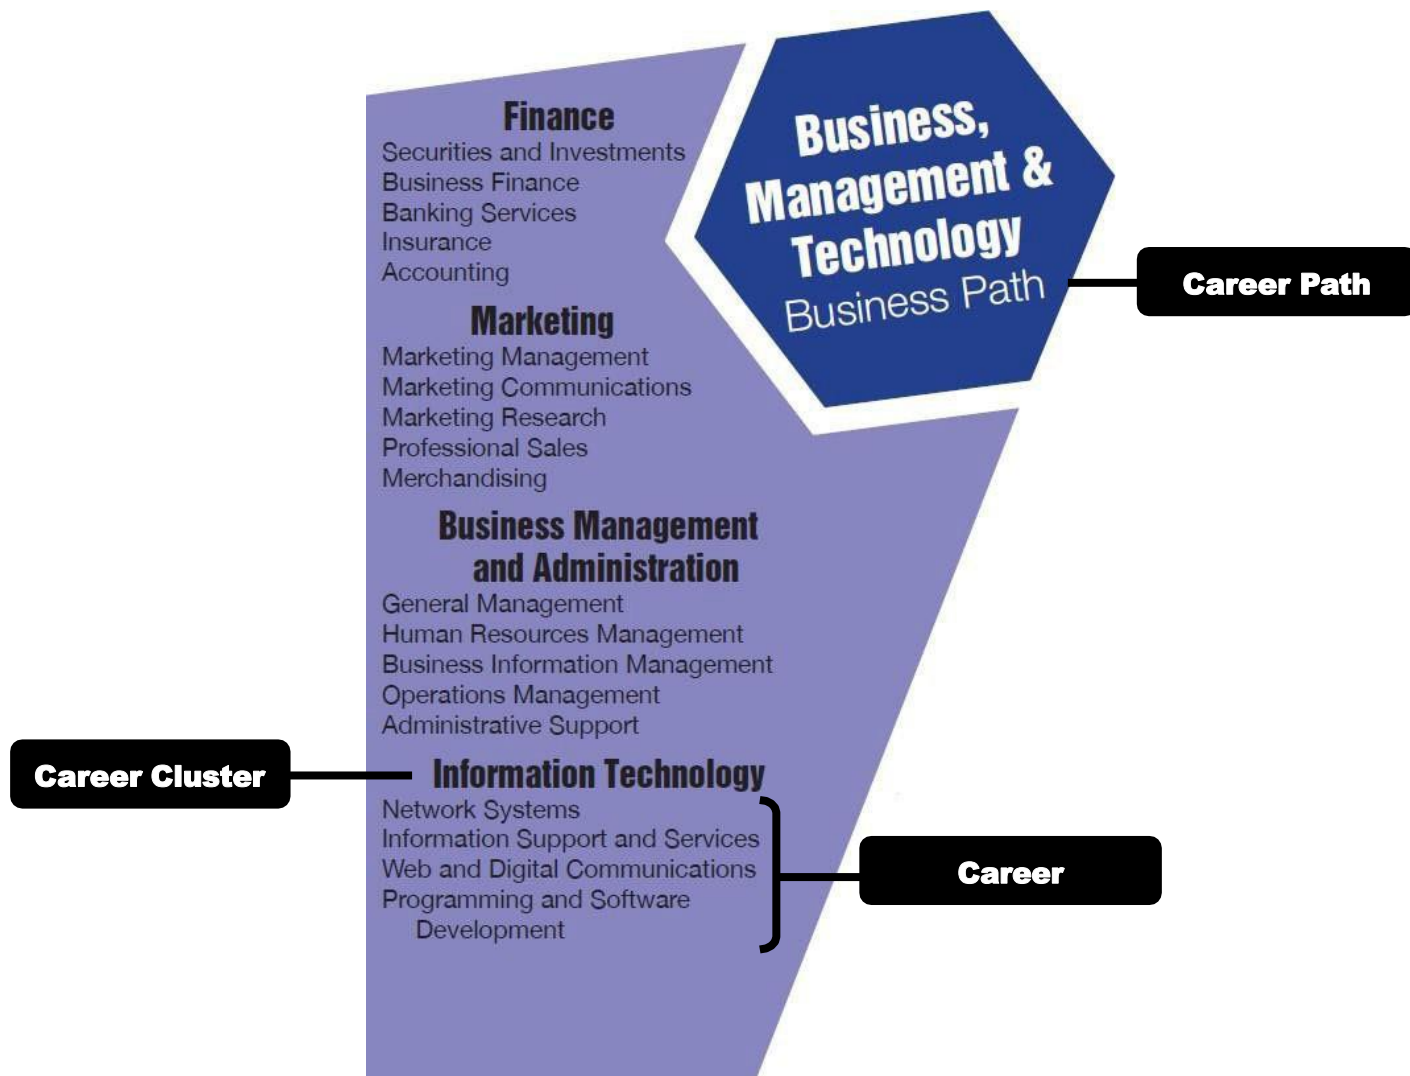 Finance
Securities and Investments
Business Finance
Banking Services
Insurance
Accounting
Marketing
Marketing Management
Marketing Communications
Marketing Research
Professional Sales
Merchandising
Business Management
and Administration
General Management
Human Resources Management
Business Information Management
Operations Management
Administrative Support
Information Technology
Network Systems
Information Support and Services
Web and Digital Communications
Programming and Software
Development
Business,
Management &
Technology
Business Path
Career Path
Career Cluster
Career